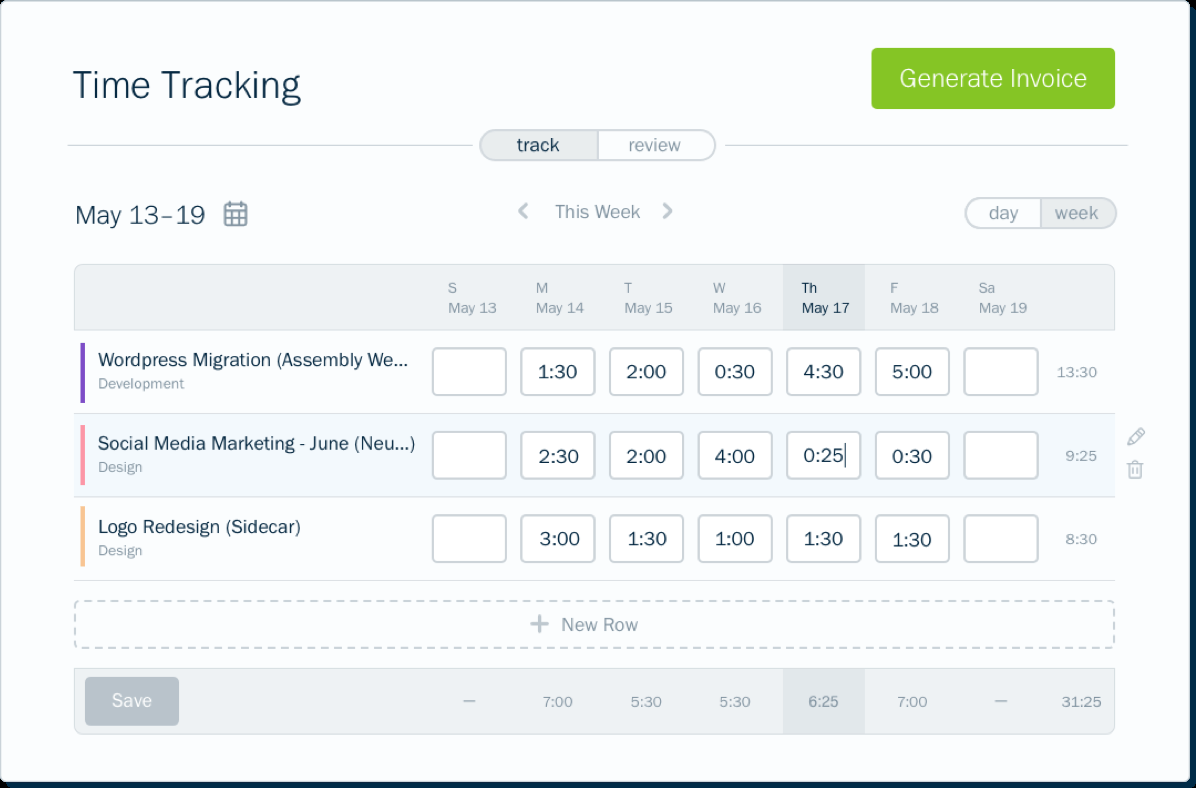 Time Tracking
Generate Invoice
track review
May 13–19
This Week
day week
S M T W Th F Sa
May 13 May 14 May 15 May 16 May 17 May 18 May 19
Wordpress Migration (Assembly We...
Development
1:30 2:00 0:30 4:30 5:00 13:30
Social Media Marketing - June (Neu...)
Design
2:30 2:00 4:00 0:25 0:30 9:25
Logo Redesign (Sidecar)
Design
3:00 1:30 1:00 1:30 1:30 8:30
+ New Row
Save
– 7:00 5:30 5:30 6:25 7:00 – 31:25